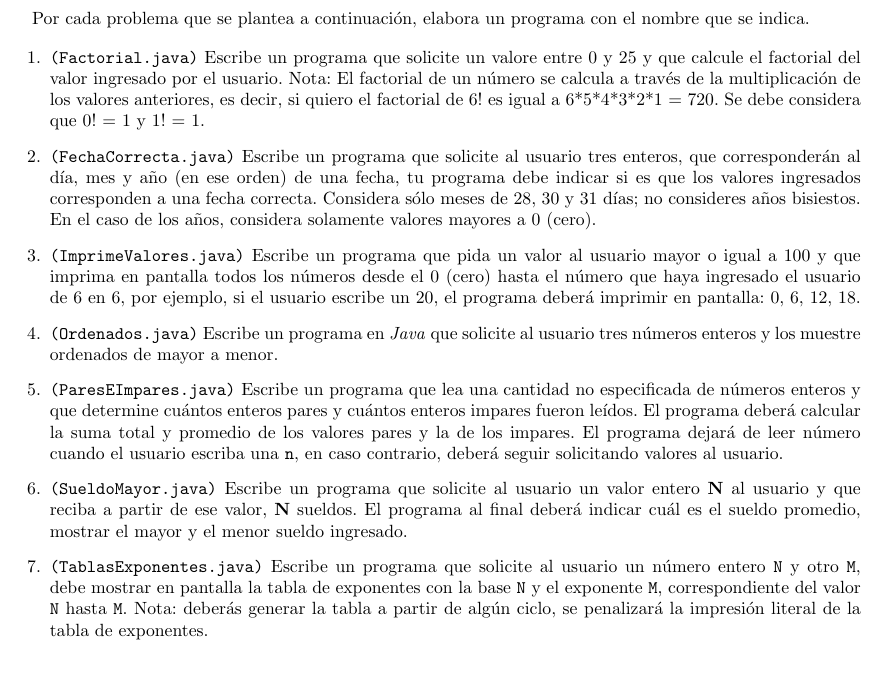 Por cada problema que se plantea a continuación, elabora un programa con el nombre que se indica.
1. (Factorial.java) Escribe un programa que solicite un valore entre 0 y 25 y que calcule el factorial del
valor ingresado por el usuario. Nota: El factorial de un número se calcula a través de la multiplicación de
los valores anteriores, es decir, si quiero el factorial de 6! es igual a 6*5*4*3*2*1 = 720. Se debe considera
que 0! = 1 y 1! = 1.
2. (FechaCorrecta.java) Escribe un programa que solicite al usuario tres enteros, que corresponderán al
día, mes y año (en ese orden) de una fecha, tu programa debe indicar si es que los valores ingresados
corresponden a una fecha correcta. Considera sólo meses de 28, 30 y 31 días; no consideres años bisiestos.
En el caso de los años, considera solamente valores mayores a 0 (cero).
3. (ImprimeValores.java) Escribe un programa que pida un valor al usuario mayor o igual a 100 y que
imprima en pantalla todos los números desde el 0 (cero) hasta el número que haya ingresado el usuario
de 6 en 6, por ejemplo, si el usuario escribe un 20, el programa deberá imprimir en pantalla: 0, 6, 12, 18.
4. (Ordenados.java) Escribe un programa en Java que solicite al usuario tres números enteros y los muestre
ordenados de mayor a menor.
5. (ParesEImpares.java) Escribe un programa que lea una cantidad no especificada de números enteros y
que determine cuántos enteros pares y cuántos enteros impares fueron leídos. El programa deberá calcular
la suma total y promedio de los valores pares y la de los impares. El programa dejará de leer número
cuando el usuario escriba una n, en caso contrario, deberá seguir solicitando valores al usuario.
6. (SueldoMayor.java) Escribe un programa que solicite al usuario un valor entero N al usuario y que
reciba a partir de ese valor, N sueldos. El programa al final deberá indicar cuál es el sueldo promedio,
mostrar el mayor y el menor sueldo ingresado.
7. (TablasExponentes.java) Escribe un programa que solicite al usuario un número entero N y otro M,
debe mostrar en pantalla la tabla de exponentes con la base N y el exponente M, correspondiente del valor
N hasta M. Nota: deberás generar la tabla a partir de algún ciclo, se penalizará la impresión literal de la
tabla de exponentes.